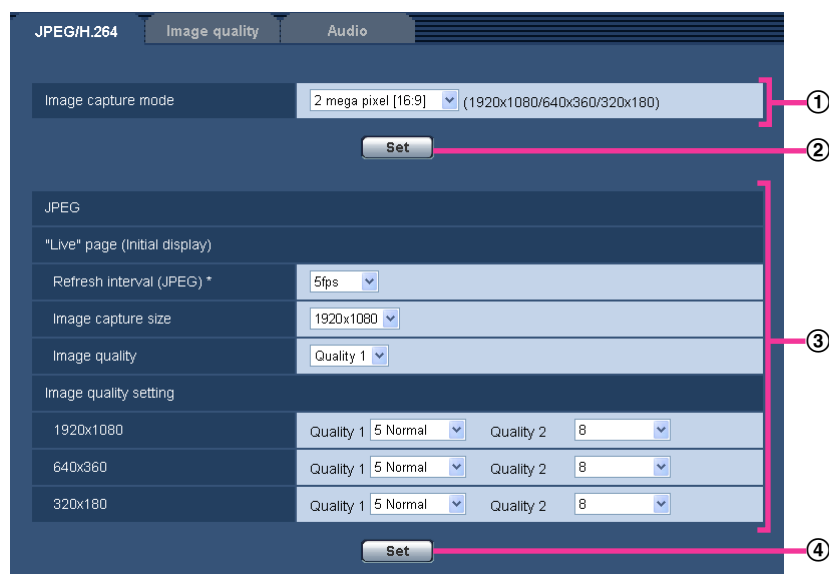 JPEG/H.264 Image quality Audio
Image capture mode 2 mega pixel [16:9] (1920x1080/640x360/320x180) ①
Set ②
JPEG
"Live" page (Initial display)
Refresh interval (JPEG) * 5fps
Image capture size 1920x1080
③
Image quality Quality 1
Image quality setting
1920x1080 Quality 1 5 Normal Quality 2 8
640x360 Quality 1 5 Normal Quality 2 8
320x180 Quality 1 5 Normal Quality 2 8
Set ④